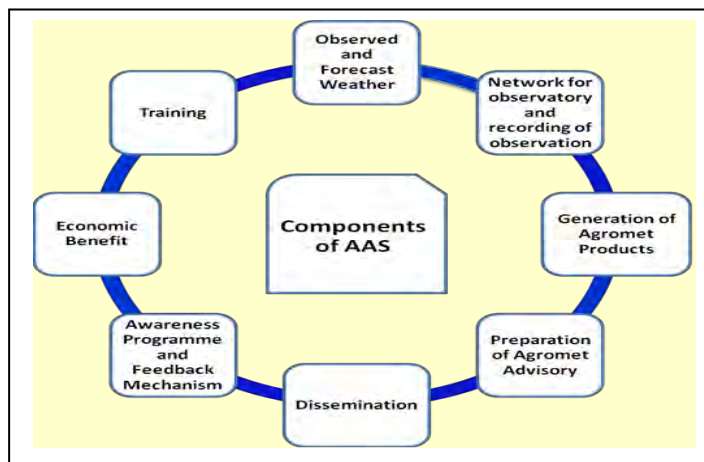 Observed
and
Forecast
Weather
Network for
observatory
and
recording of
observation
Generation of
Agromet
Products
Preparation
of Agromet
Advisory
Dissemination
Awareness
Programme
and
Feedback
Mechanism
Economic
Benefit
Training
Components
of AAS